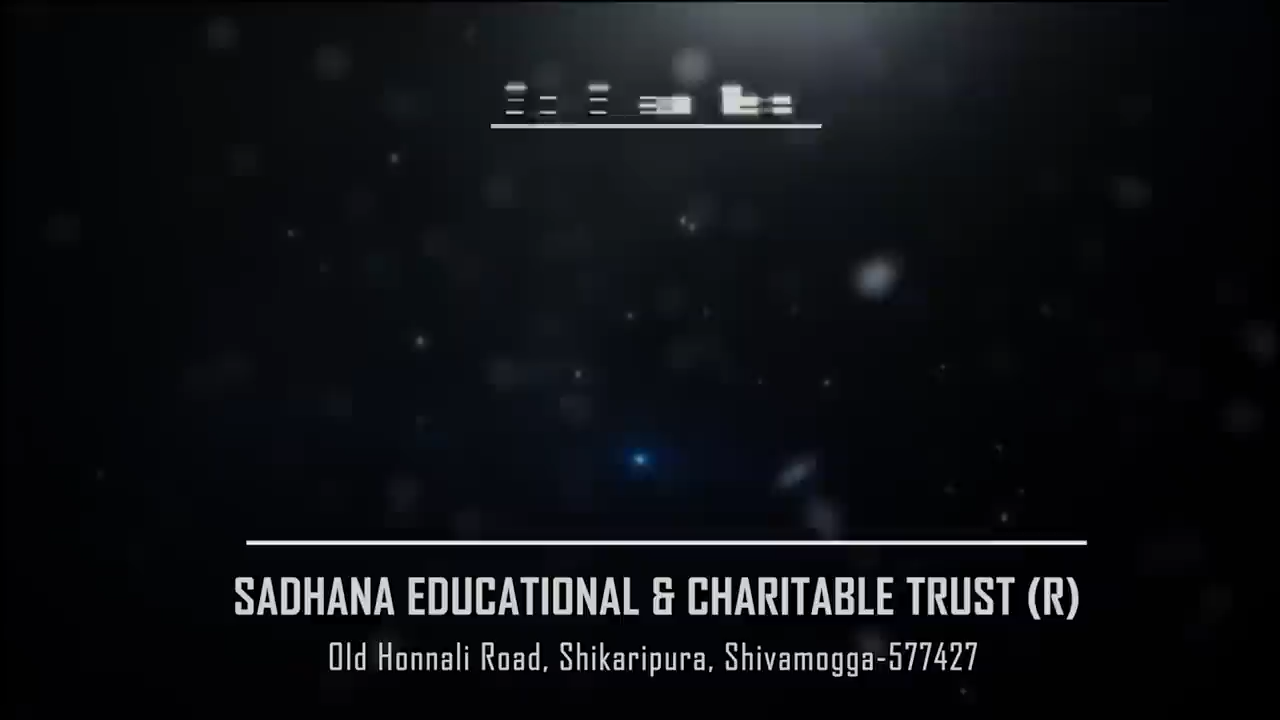 SADHANA EDUCATIONAL & CHARITABLE TRUST (R)
Old Honnali Road, Shikaripura, Shivamogga-577427